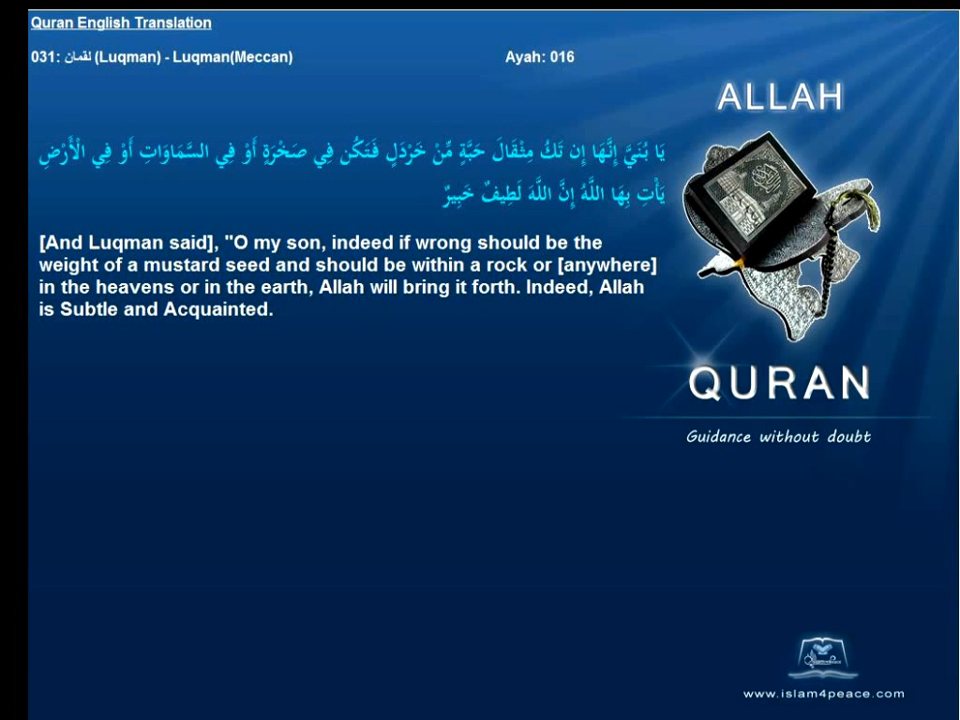 Quran English Translation
031: لقمان (Luqman) - Luqman(Meccan) Ayah: 016
ALLAH
يَا بُنَيَّ إِنَّهَا إِن تَكُ مِثْقَالَ حَبَّةٍ مِّنْ خَرْدَلٍ فَتَكُن فِي صَخْرَةٍ أَوْ فِي السَّمَاوَاتِ أَوْ فِي الْأَرْضِ
يَأْتِ بِهَا اللَّهُ إِنَّ اللَّهَ لَطِيفٌ خَبِيرٌ
[And Luqman said], "O my son, indeed if wrong should be the
weight of a mustard seed and should be within a rock or [anywhere]
in the heavens or in the earth, Allah will bring it forth. Indeed, Allah
is Subtle and Acquainted.
QURAN
Guidance without doubt
www.islam4peace.com